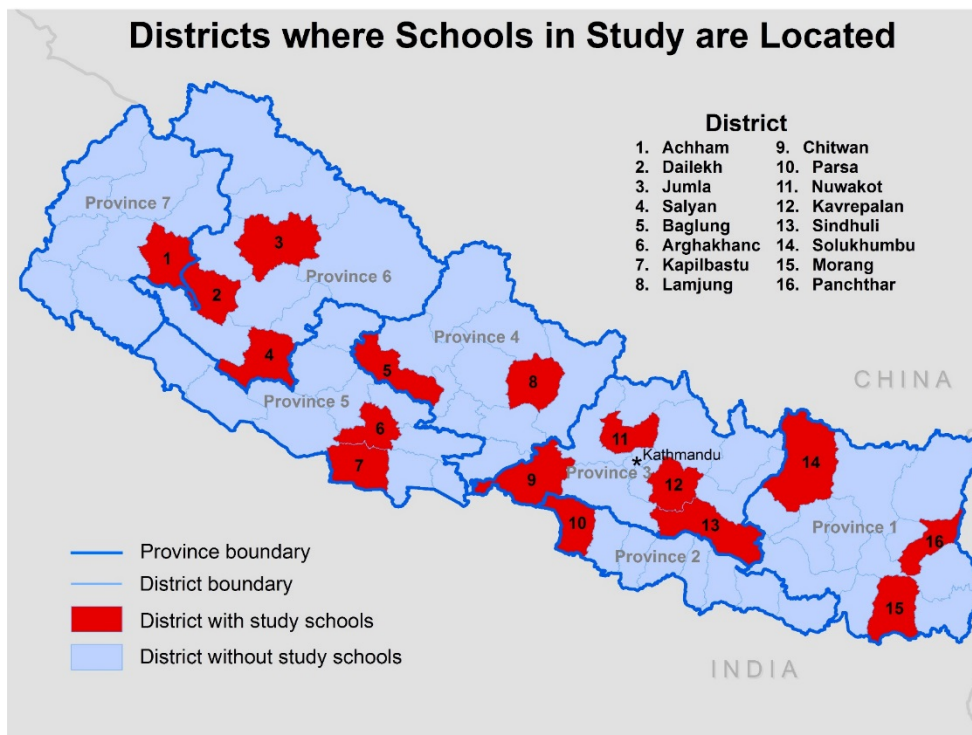 Districts where Schools in Study are Located
District
1. Achham 9. Chitwan
2. Dailekh 10. Parsa
3. Jumla 11. Nuwakot
4. Salyan 12. Kavrepalan
5. Baglung 13. Sindhuli
6. Arghakhanc 14. Solukhumbu
7. Kapilbastu 15. Morang
8. Lamjung 16. Panchthar
Province 7
1
3
2
Province 6
4
Province 4
5
8
CHINA
Province 5
6
11
Kathmandu
7
9
Province 3
12
14
10
13
Province 1
16
Province 2
15
Province boundary
District boundary
District with study schools
District without study schools
INDIA